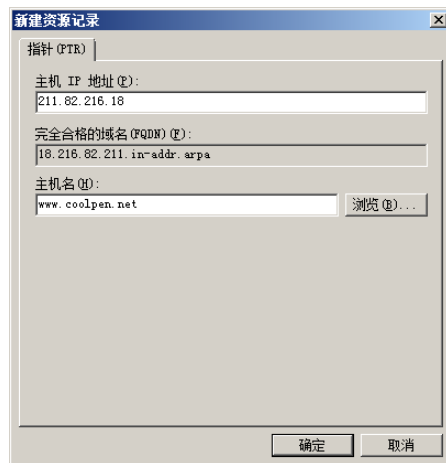 新建资源记录
指针(PTR)
主机 IP 地址(P):
211.82.216.18
完全合格的域名(FQDN)(F):
18.216.82.211.in-addr.arpa
主机名(H):
www.coolpen.net
浏览(B)...
确定
取消